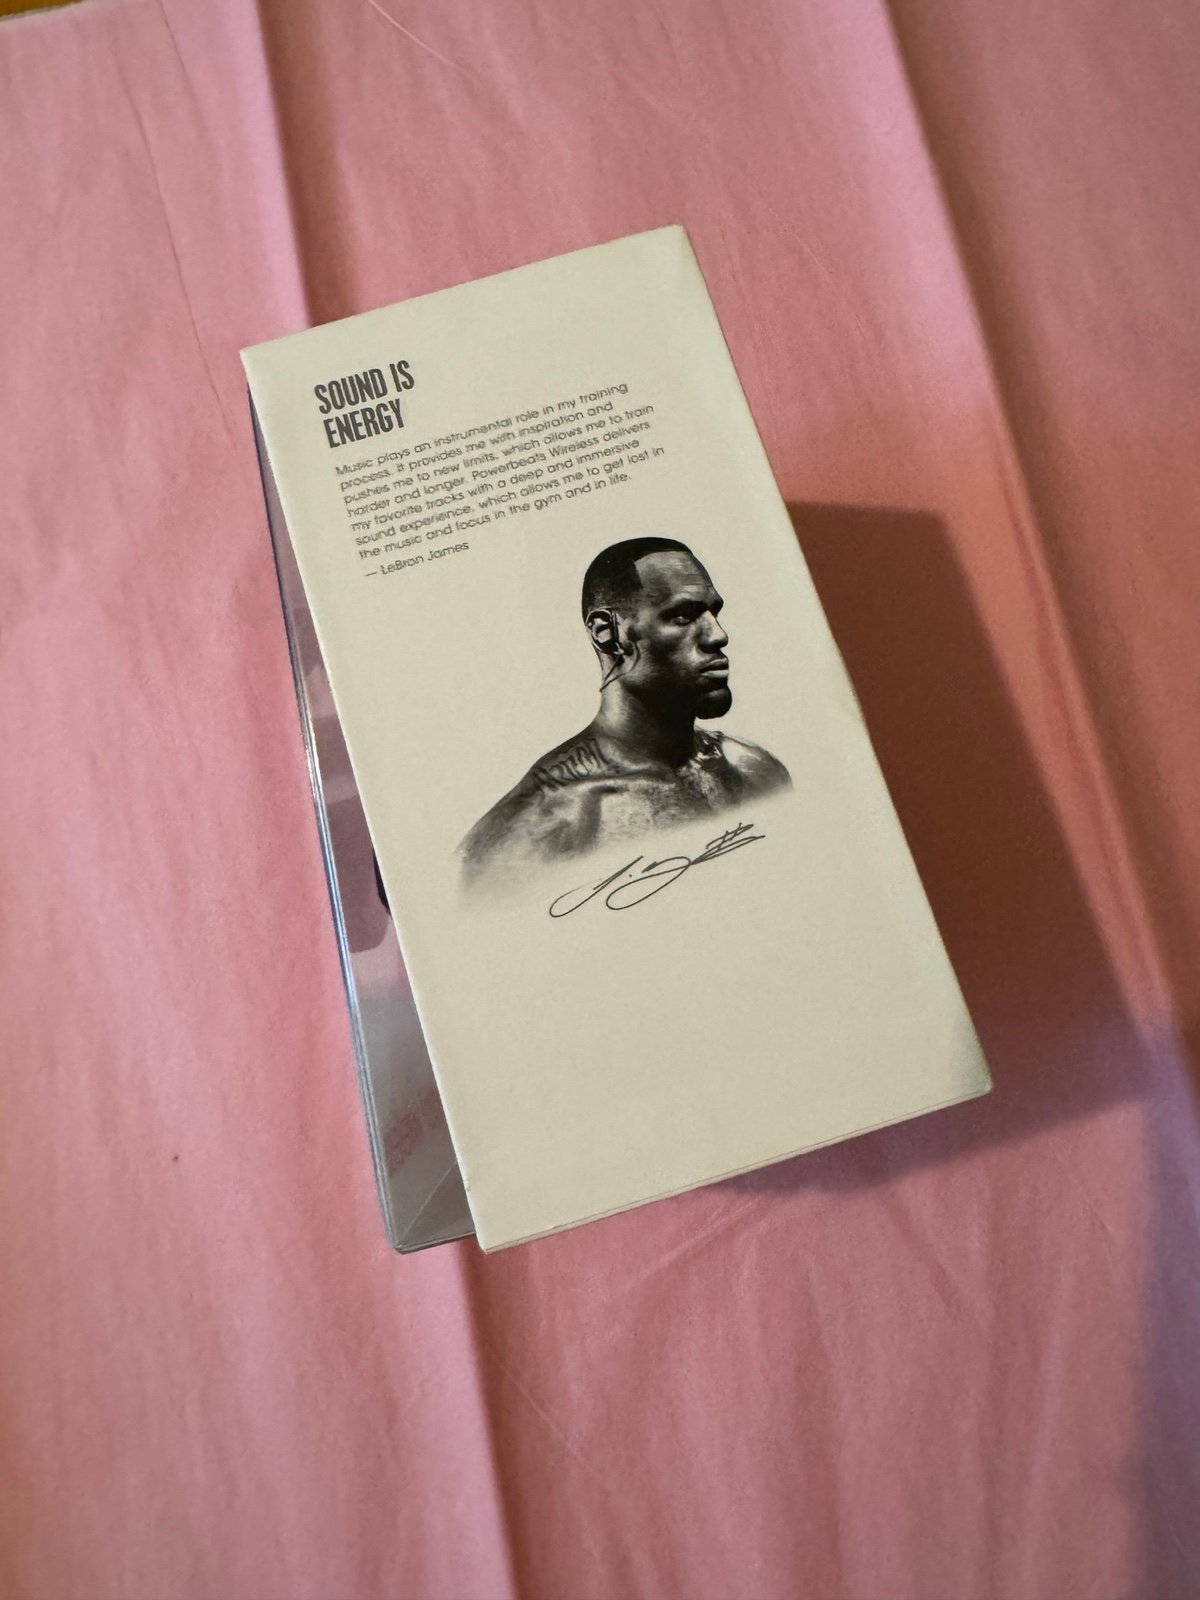 SOUND IS
ENERGY
Music plays an instrumental role in my training
process. It provides me with inspiration and
pushes me to new limits, which allows me to train
harder and longer. Powerbeats Wireless delivers
my favorite tracks with a deep and immersive
sound experience, which allows me to get lost in
the music and focus in the gym and in life.
— LeBron James